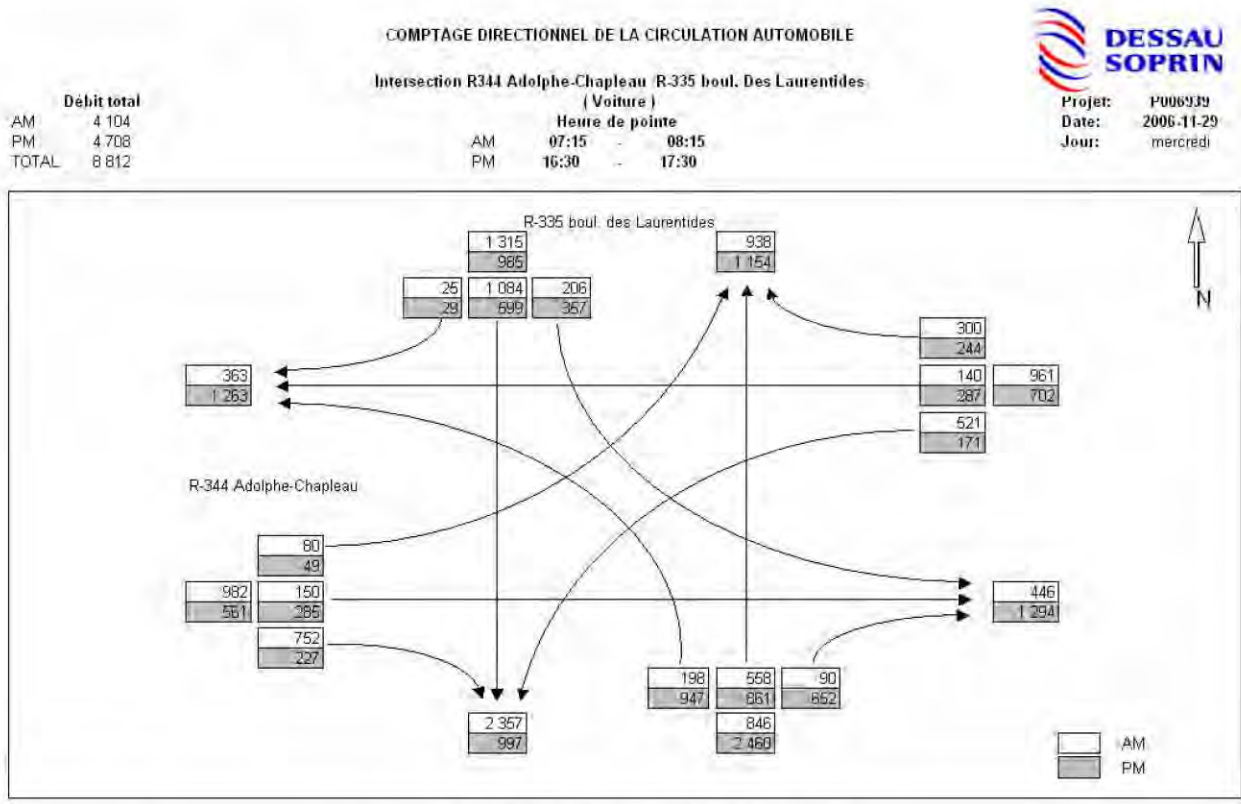 COMPTAGE DIRECTIONNEL DE LA CIRCULATION AUTOMOBILE
DESSAU
SOPRIN
Intersection R344 Adolphe-Chapleau /R-335 boul. Des Laurentides
( Voiture )
Heure de pointe
AM 07:15 - 08:15
PM 16:30 - 17:30
Débit total
AM 4 104
PM 4 708
TOTAL 8 812
Projet: P006939
Date: 2006-11-29
Jour: mercredi
R-335 boul. des Laurentides
1 315 938
985 1 154
25 1 084 206
29 599 357
N
300
244
363 140 961
1 263 287 702
521
171
R-344 Adolphe-Chapleau
80
49
982 150 446
561 285 1 294
752
227
198 558 90
947 861 652
2 357 846
997 2 460
AM
PM